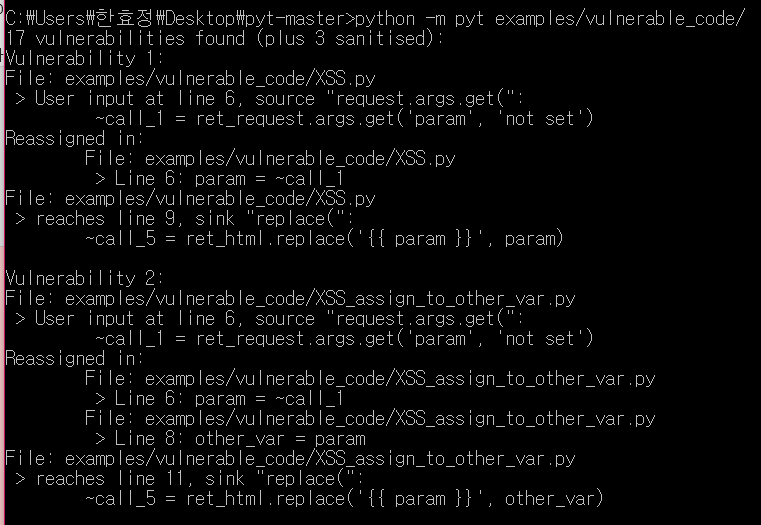 C:\Users\한효정\Desktop\pyt-master>python -m pyt examples/vulnerable_code/
17 vulnerabilities found (plus 3 sanitised):
Vulnerability 1:
File: examples/vulnerable_code/XSS.py
 > User input at line 6, source "request.args.get(":
         ~call_1 = ret_request.args.get('param', 'not set')
Reassigned in:
        File: examples/vulnerable_code/XSS.py
         > Line 6: param = ~call_1
File: examples/vulnerable_code/XSS.py
 > reaches line 9, sink "replace(":
        ~call_5 = ret_html.replace('{{ param }}', param)

Vulnerability 2:
File: examples/vulnerable_code/XSS_assign_to_other_var.py
 > User input at line 6, source "request.args.get(":
         ~call_1 = ret_request.args.get('param', 'not set')
Reassigned in:
        File: examples/vulnerable_code/XSS_assign_to_other_var.py
         > Line 6: param = ~call_1
        File: examples/vulnerable_code/XSS_assign_to_other_var.py
         > Line 8: other_var = param
File: examples/vulnerable_code/XSS_assign_to_other_var.py
 > reaches line 11, sink "replace(":
        ~call_5 = ret_html.replace('{{ param }}', other_var)